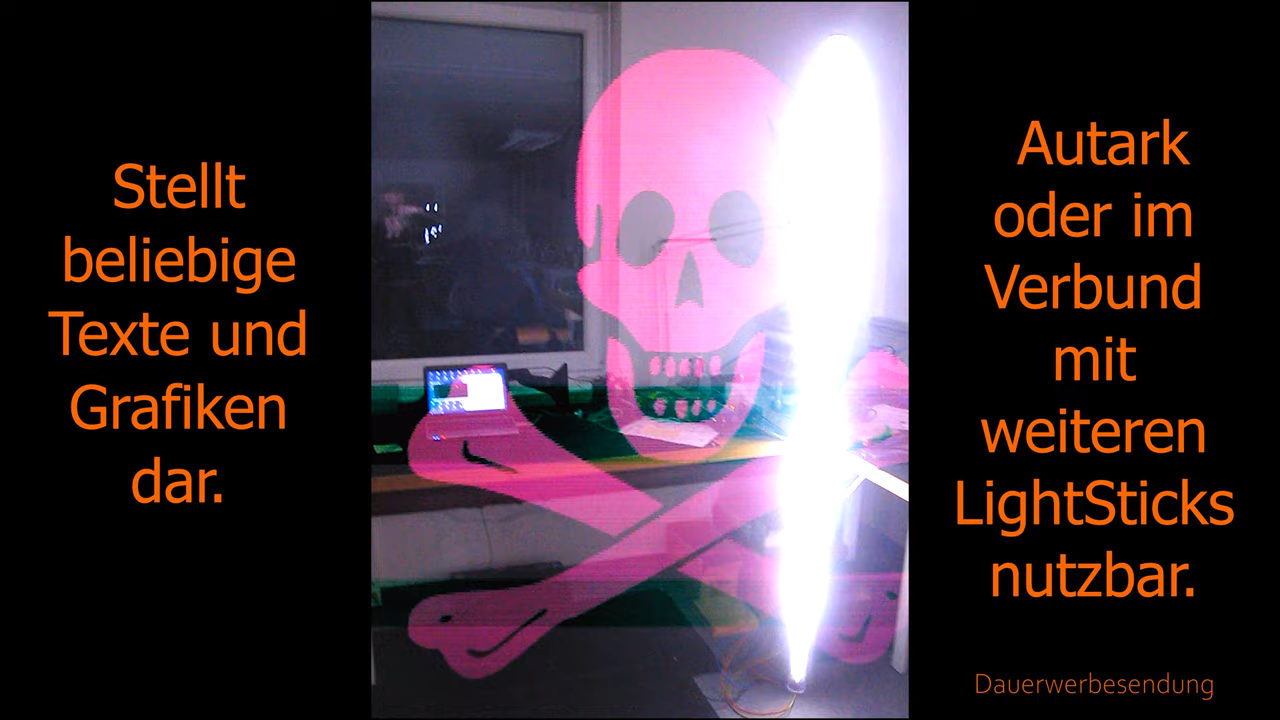 Stellt
beliebige
Texte und
Grafiken
dar.
Autark
oder im
Verbund
mit
weiteren
LightSticks
nutzbar.
Dauerwerbesendung